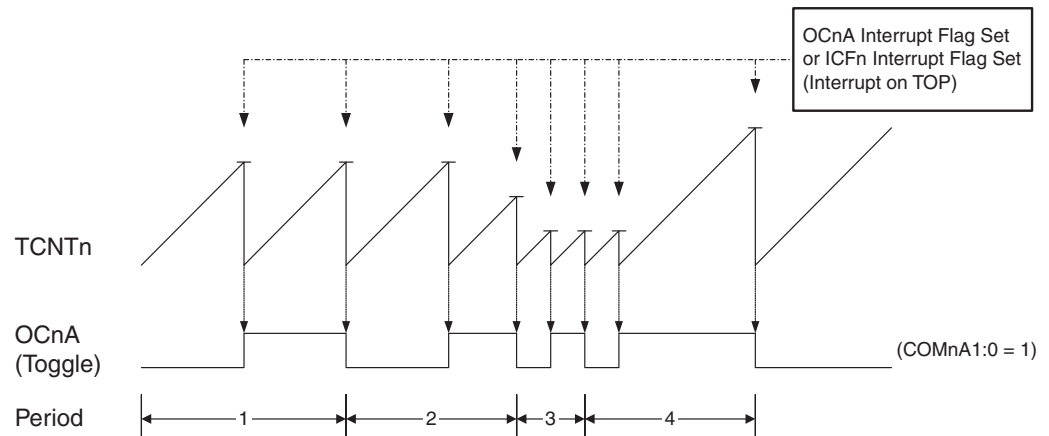 OCnA Interrupt Flag Set
or ICFn Interrupt Flag Set
(Interrupt on TOP)
TCNTn
OCnA
(Toggle)
(COMnA1:0 = 1)
Period
1
2
3
4